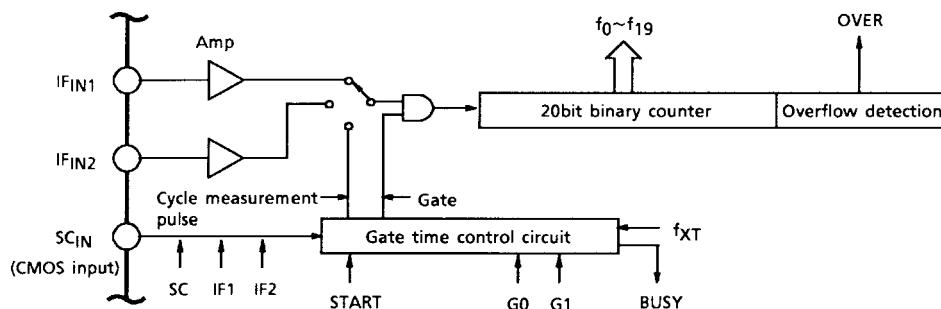 f0~f19
OVER
Amp
IFIN1
20bit binary counter
Overflow detection
IFIN2
Cycle measurement
pulse
Gate
SCIN
(CMOS input)
Gate time control circuit
fXT
SC
IF1
IF2
START
G0
G1
BUSY